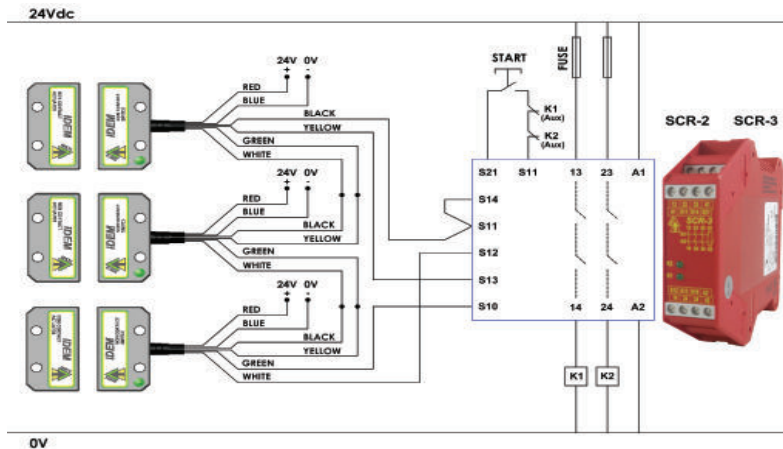 24Vdc
24V 0V
+ -
RED
BLUE
BLACK
YELLOW
GREEN
WHITE
IDEM
24V 0V
+ -
RED
BLUE
BLACK
YELLOW
GREEN
WHITE
IDEM
24V 0V
+ -
RED
BLUE
BLACK
YELLOW
GREEN
WHITE
IDEM
START
K1
(Aux)
K2
(Aux)
FUSE
SCR-2 SCR-3
S21 S11 13 23 A1
S14
S11
S12
S13
S10
14 24 A2
K1 K2
SCR-3
0V